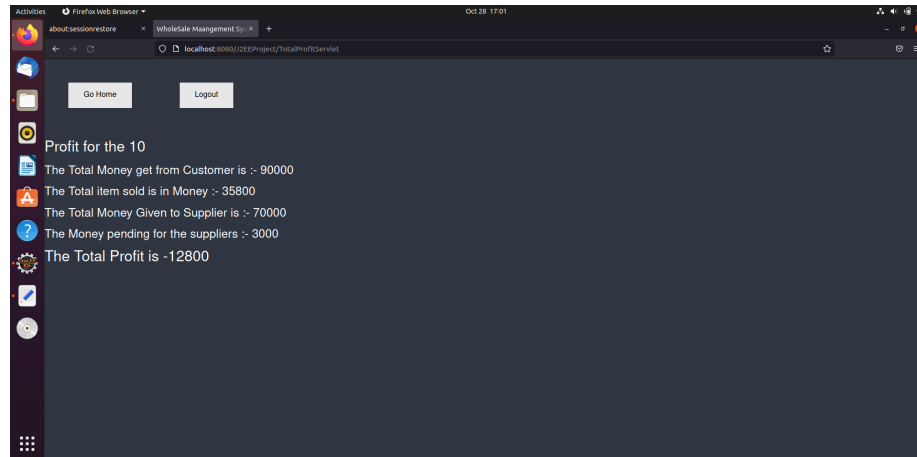 Activities Firefox Web Browser Oct 28 17:01
about:sessionrestore × WholeSale Maangement Sys × +
localhost:8080/J2EEProject/TotalProfitServlet
Go Home Logout
Profit for the 10
The Total Money get from Customer is :- 90000
The Total item sold is in Money :- 35800
The Total Money Given to Supplier is :- 70000
The Money pending for the suppliers :- 3000
The Total Profit is -12800